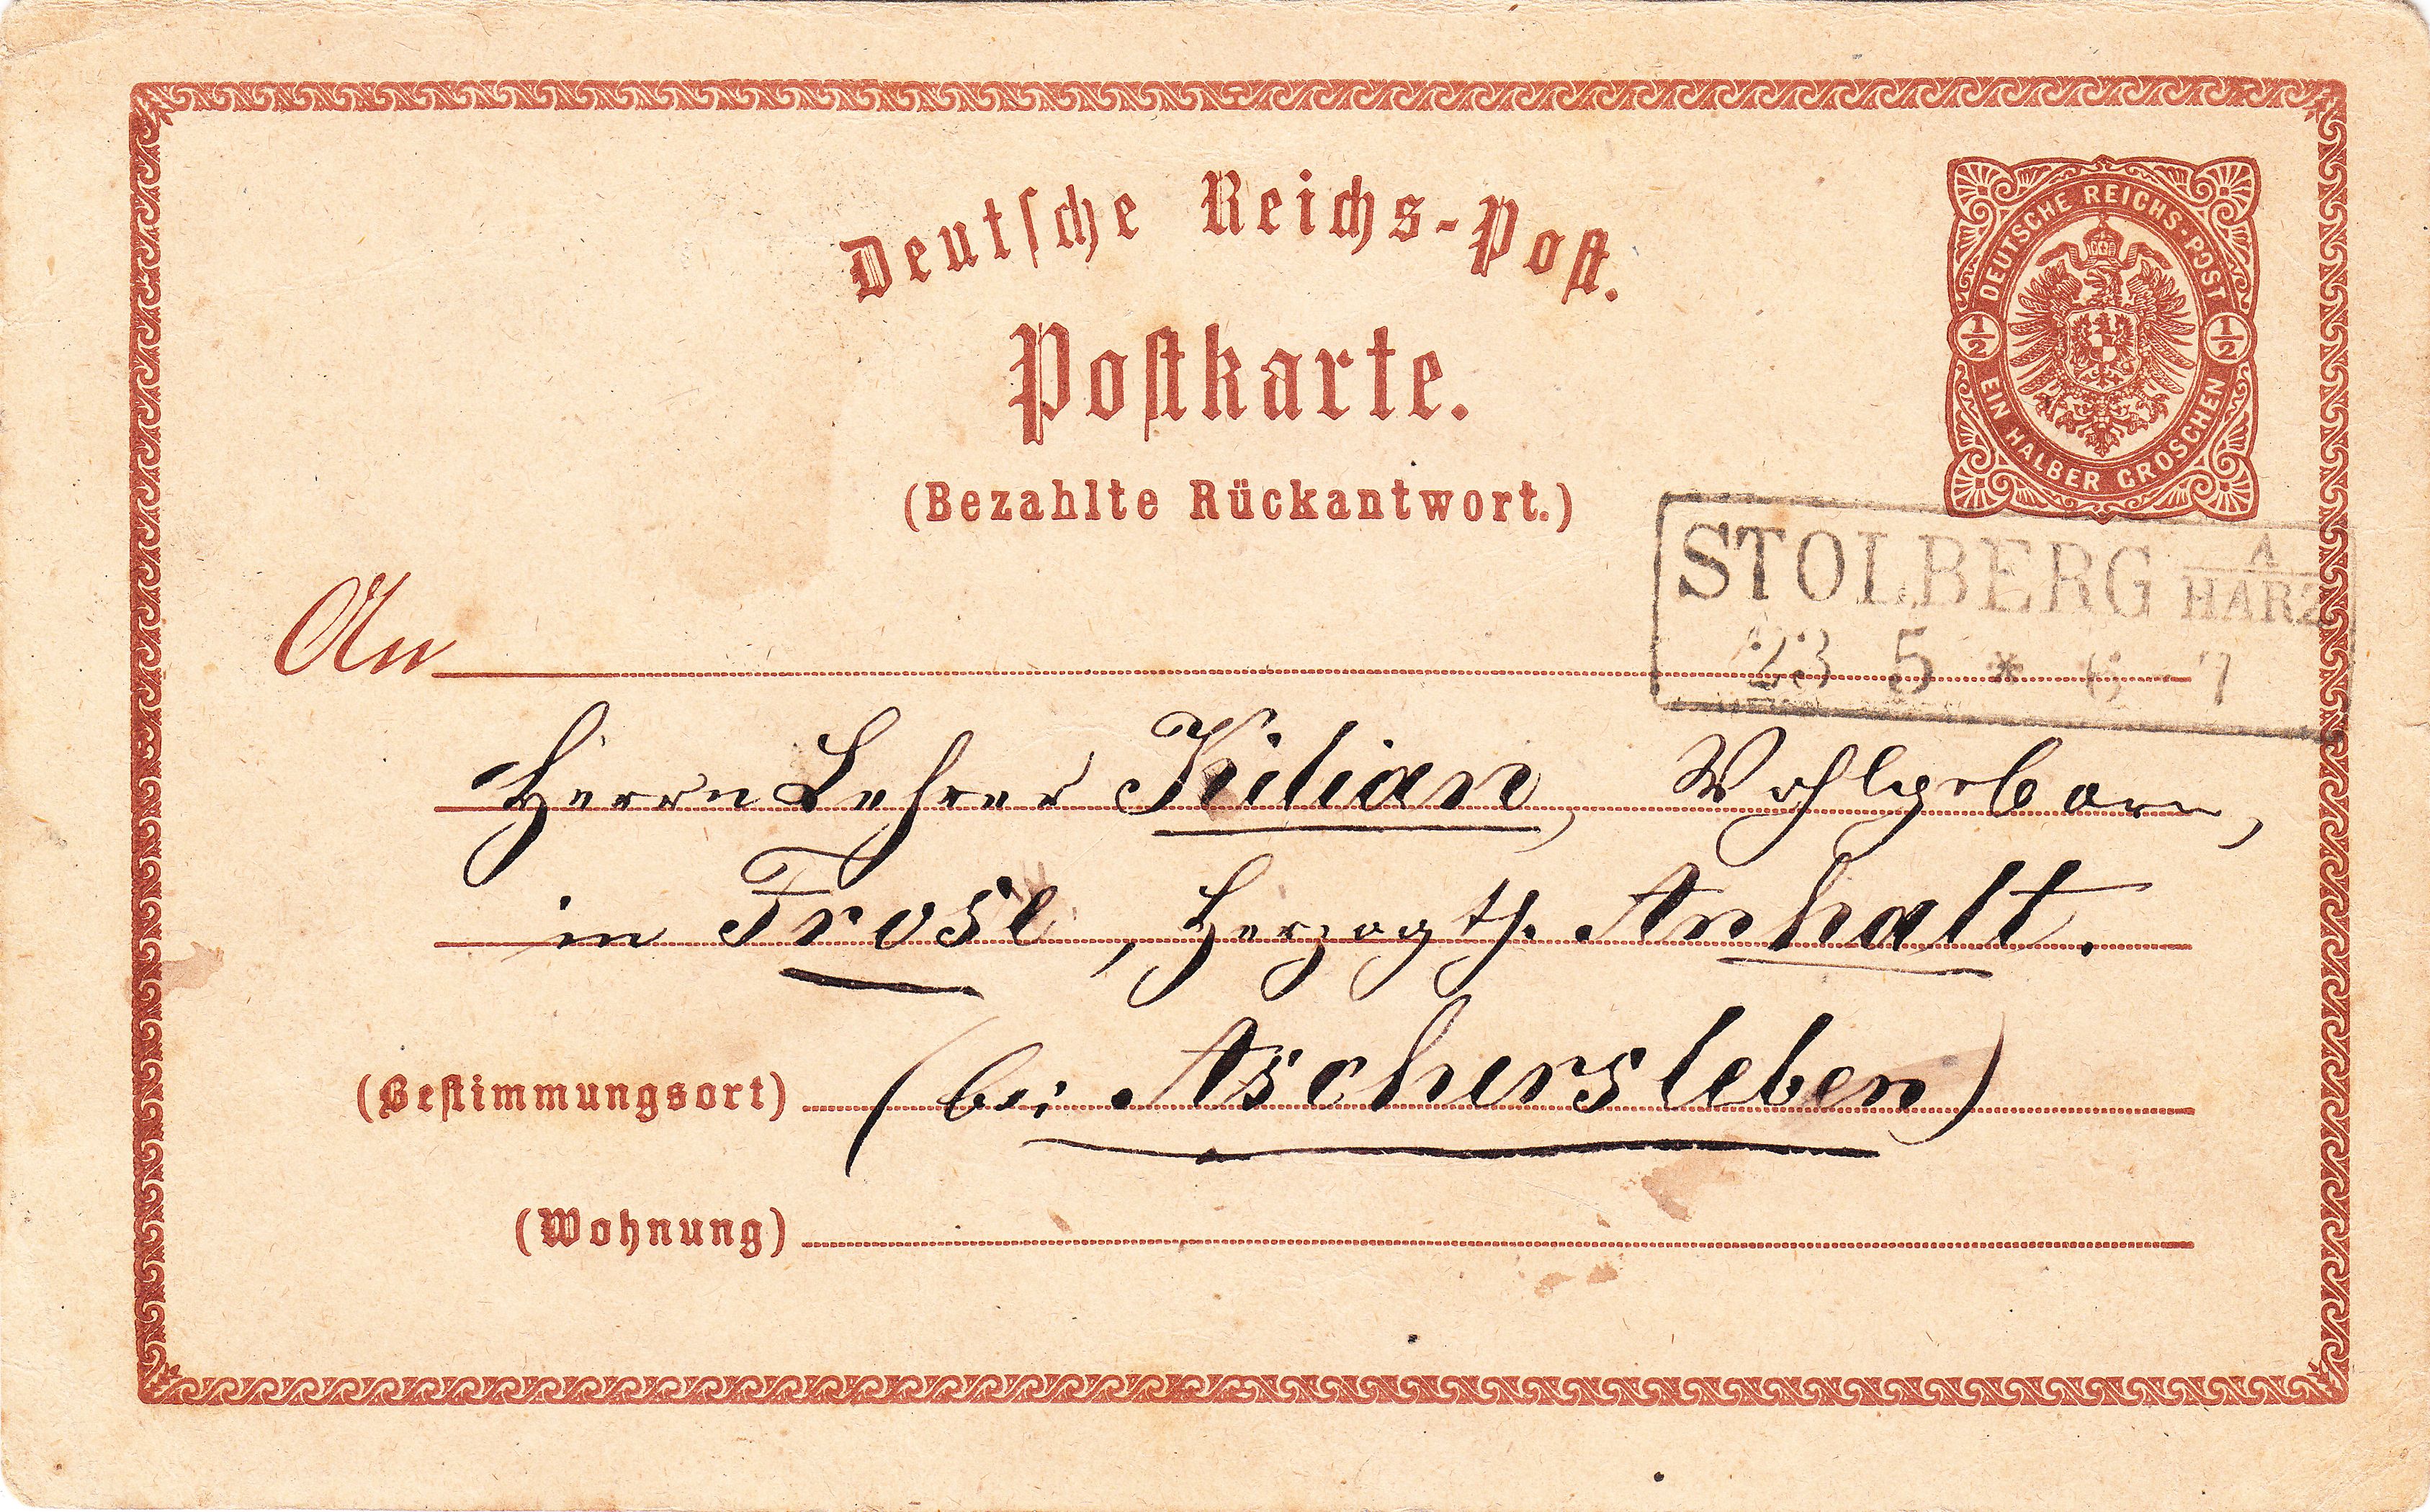 Deutsche Reichs-Post.
Postkarte.
(Bezahlte Rückantwort.)
DEUTSCHE REICHS-POST
1/2 1/2
EIN HALBER GROSCHEN
STOLBERG A/HARZ
23 5 * 6-7
An
Herrn Lehrer Kilian, Wohlgeborn,
in Frose, Herzogth. Anhalt.
(Bestimmungsort) (bei Aschersleben)
(Wohnung)